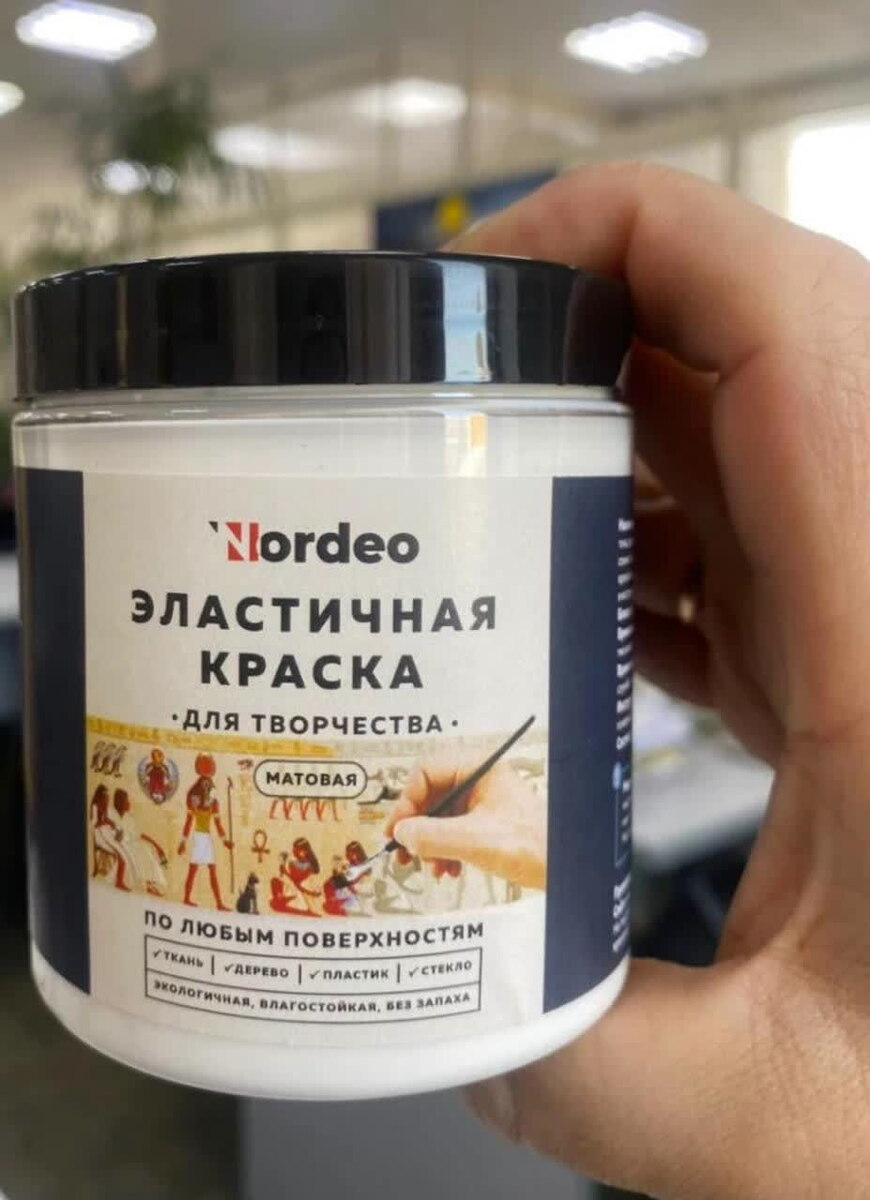 Nordeo
ЭЛАСТИЧНАЯ
КРАСКА
·ДЛЯ ТВОРЧЕСТВА·
МАТОВАЯ
ПО ЛЮБЫМ ПОВЕРХНОСТЯМ
✓ТКАНЬ | ✓ДЕРЕВО | ✓ПЛАСТИК | ✓СТЕКЛО
ЭКОЛОГИЧНАЯ, ВЛАГОСТОЙКАЯ, БЕЗ ЗАПАХА